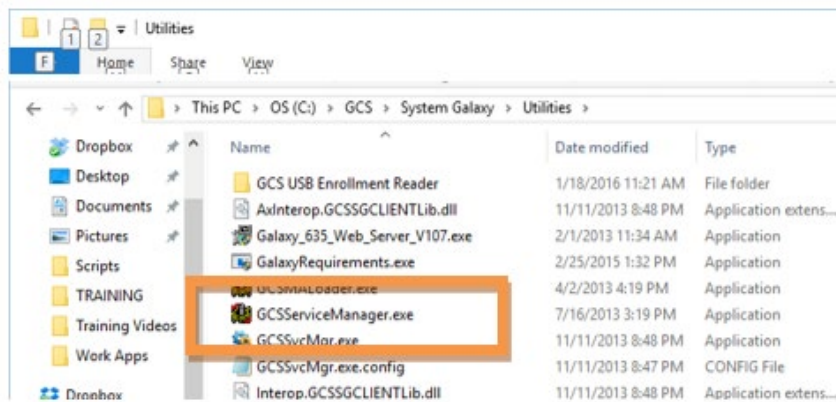 Utilities
1 2
F Home Share View
This PC > OS (C:) > GCS > System Galaxy > Utilities >
Name Date modified Type
Dropbox
Desktop
Documents
Pictures
Scripts
TRAINING
Training Videos
Work Apps
Dropbox
GCS USB Enrollment Reader 1/18/2016 11:21 AM File folder
AxInterop.GCSSGCLIENTLib.dll 11/11/2013 8:48 PM Application extens...
Galaxy_635_Web_Server_V107.exe 2/1/2013 11:34 AM Application
GalaxyRequirements.exe 2/25/2015 1:32 PM Application
GCSMALoader.exe 4/2/2013 4:19 PM Application
GCSServiceManager.exe 7/16/2013 3:19 PM Application
GCSSvcMgr.exe 11/11/2013 8:48 PM Application
GCSSvcMgr.exe.config 11/11/2013 8:47 PM CONFIG File
Interop.GCSSGCLIENTLib.dll 11/11/2013 8:48 PM Application extens...